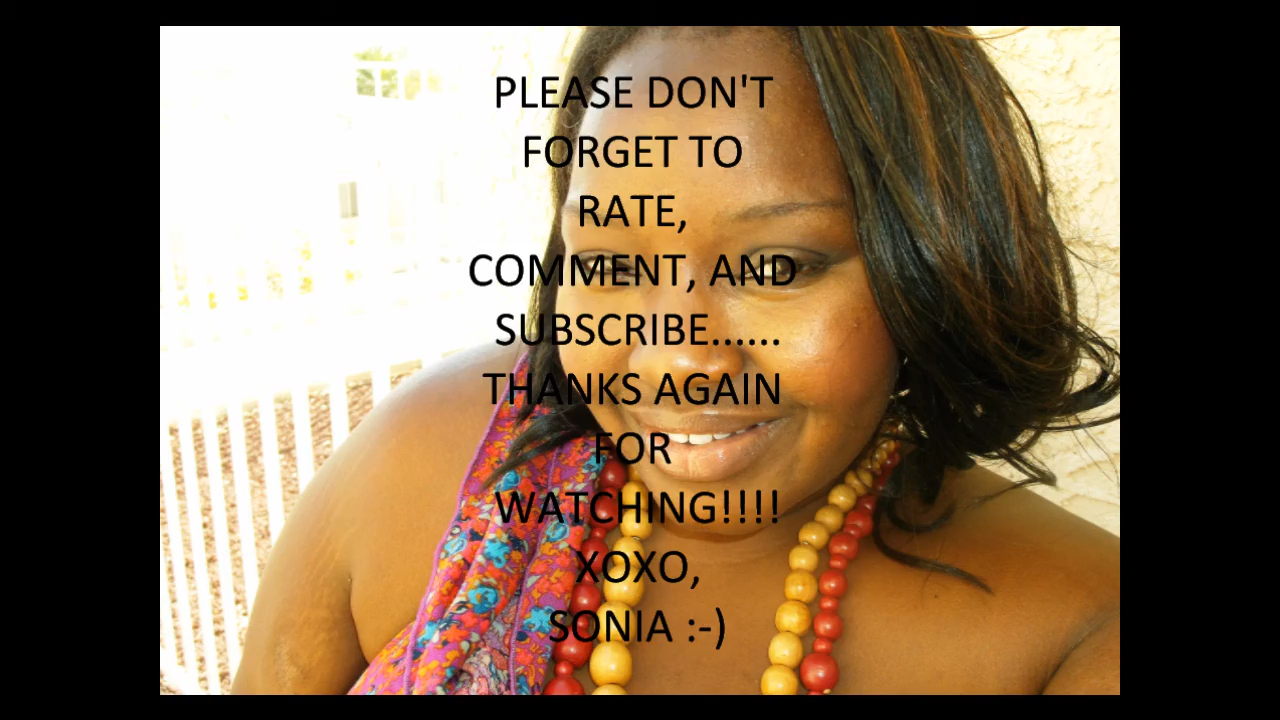 PLEASE DON'T
FORGET TO
RATE,
COMMENT, AND
SUBSCRIBE......
THANKS AGAIN
FOR
WATCHING!!!!
XOXO,
SONIA :-)